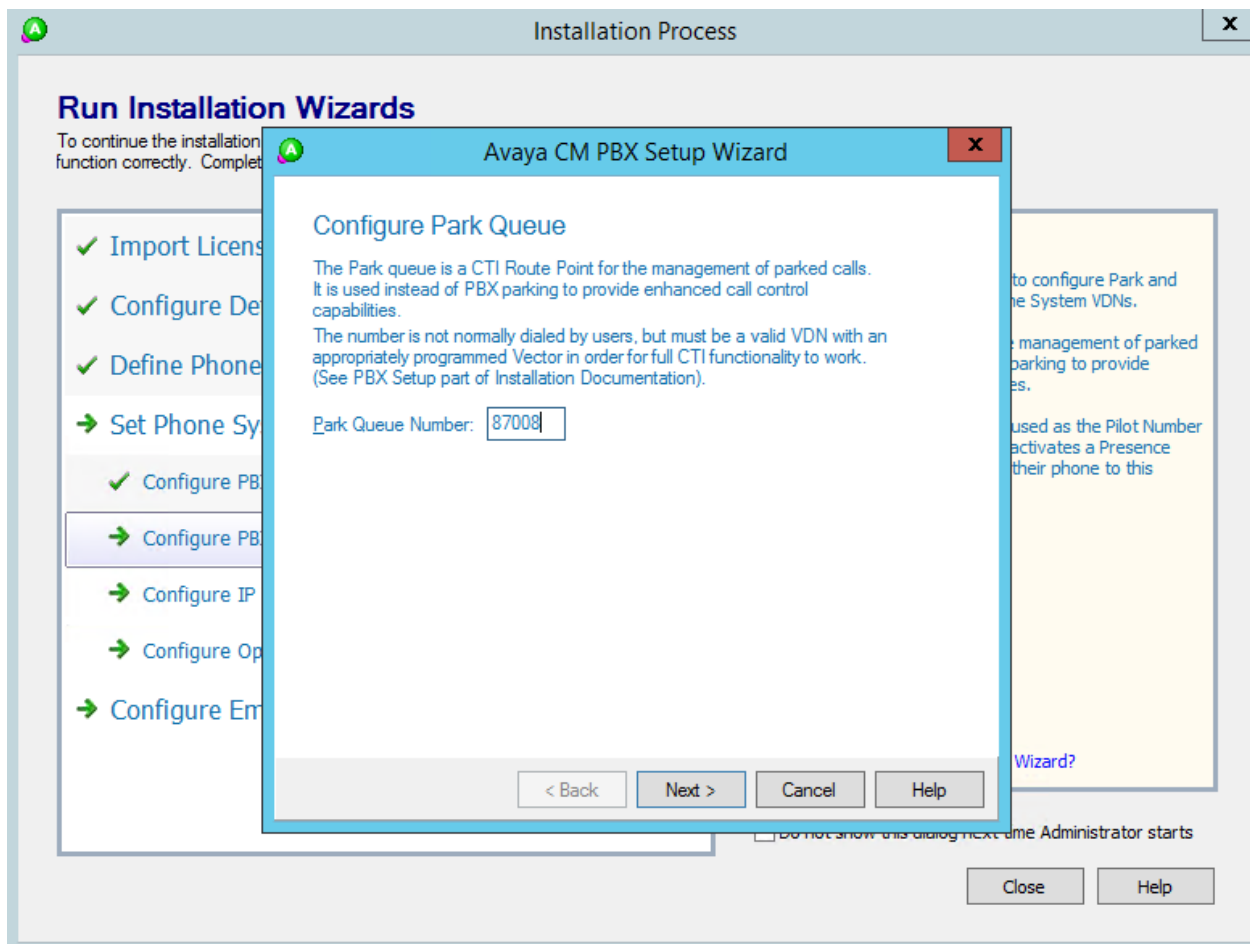 Installation Process
x
Run Installation Wizards
To continue the installation
function correctly. Complet
Avaya CM PBX Setup Wizard
x
Configure Park Queue
The Park queue is a CTI Route Point for the management of parked calls.
It is used instead of PBX parking to provide enhanced call control
capabilities.
The number is not normally dialed by users, but must be a valid VDN with an
appropriately programmed Vector in order for full CTI functionality to work.
(See PBX Setup part of Installation Documentation).
Park Queue Number: 87008
< Back Next > Cancel Help
Import Licens
Configure De
Define Phone
Set Phone Sy
Configure PB
Configure PB
Configure IP
Configure Op
Configure Em
to configure Park and
System VDNs.
management of parked
parking to provide
es.
used as the Pilot Number
activates a Presence
their phone to this
Wizard?
Do not show this dialog next time Administrator starts
Close Help